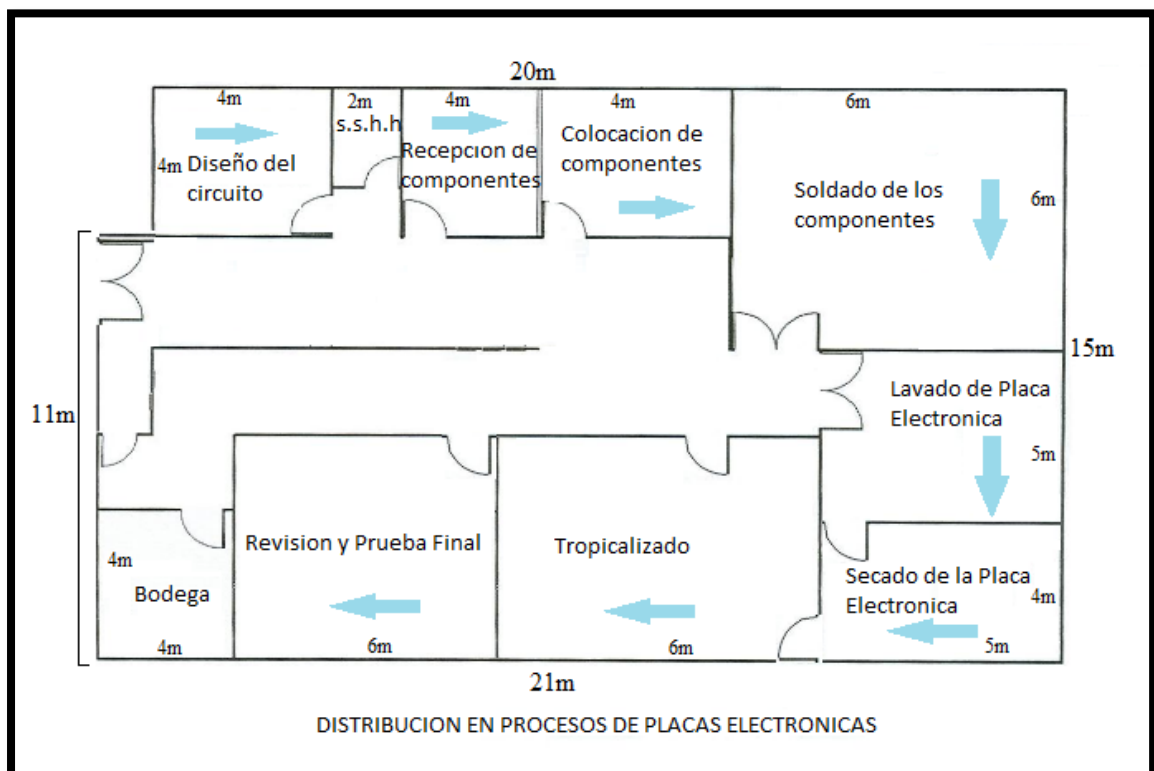 20m
4m
2m
4m
4m
6m
s.s.h.h
4m
Diseño del
circuito
Recepcion de
componentes
Colocacion de
componentes
Soldado de los
componentes
6m
15m
11m
Lavado de Placa
Electronica
5m
Revision y Prueba Final
Tropicalizado
Secado de la Placa
Electronica
4m
4m
Bodega
4m
6m
6m
5m
21m
DISTRIBUCION EN PROCESOS DE PLACAS ELECTRONICAS